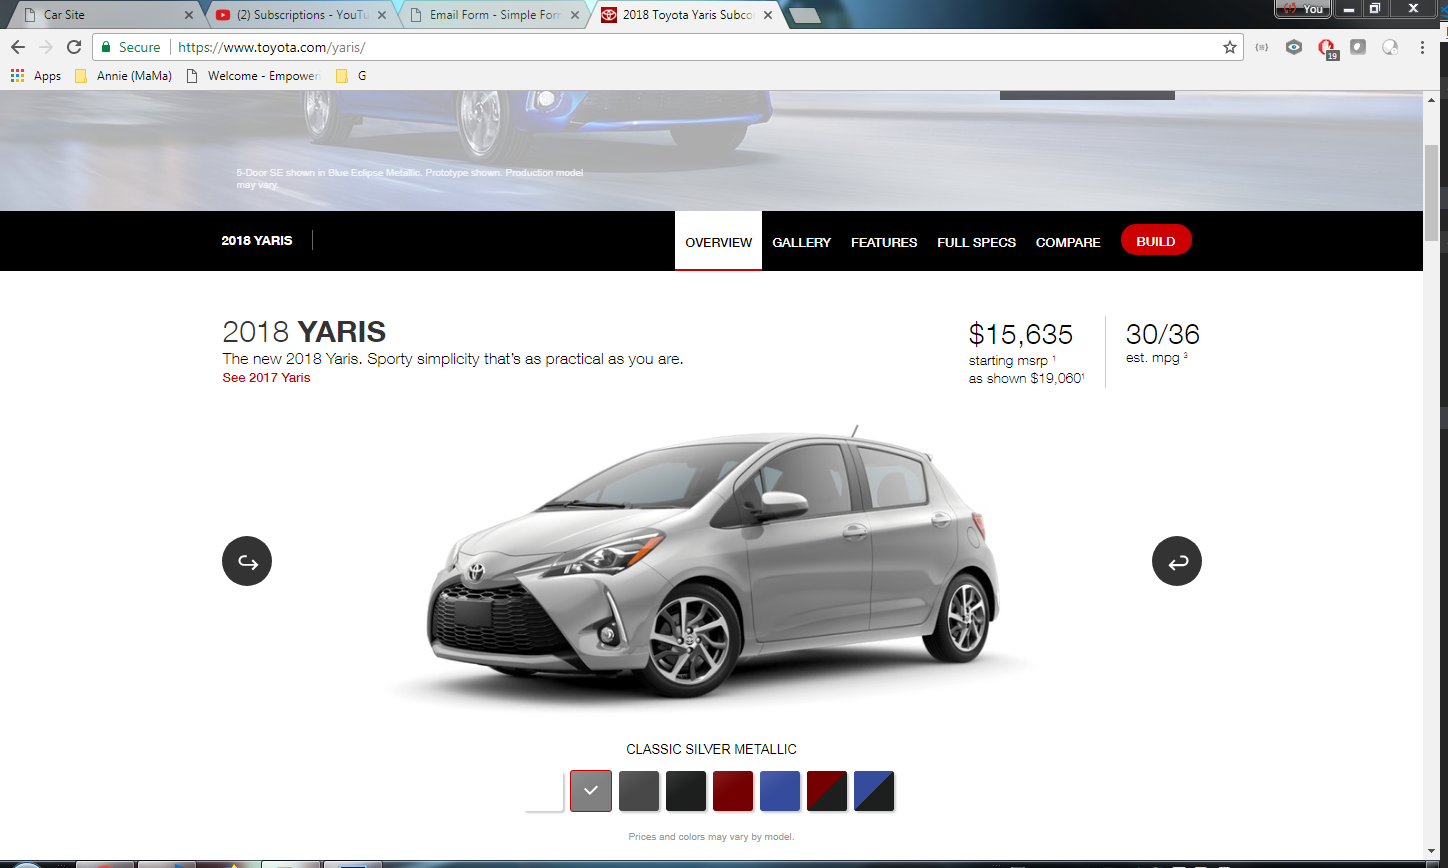 Car Site
(2) Subscriptions - YouTu
Email Form - Simple Form
2018 Toyota Yaris Subco
You
Secure
https://www.toyota.com/yaris/
19
Apps
Annie (MaMa)
Welcome - Empower
G
5-Door SE shown in Blue Eclipse Metallic. Prototype shown. Production model
may vary.
2018 YARIS
OVERVIEW
GALLERY
FEATURES
FULL SPECS
COMPARE
BUILD
2018 YARIS
The new 2018 Yaris. Sporty simplicity that's as practical as you are.
See 2017 Yaris
$15,635
starting msrp 1
as shown $19,0601
30/36
est. mpg 3
CLASSIC SILVER METALLIC
Prices and colors may vary by model.